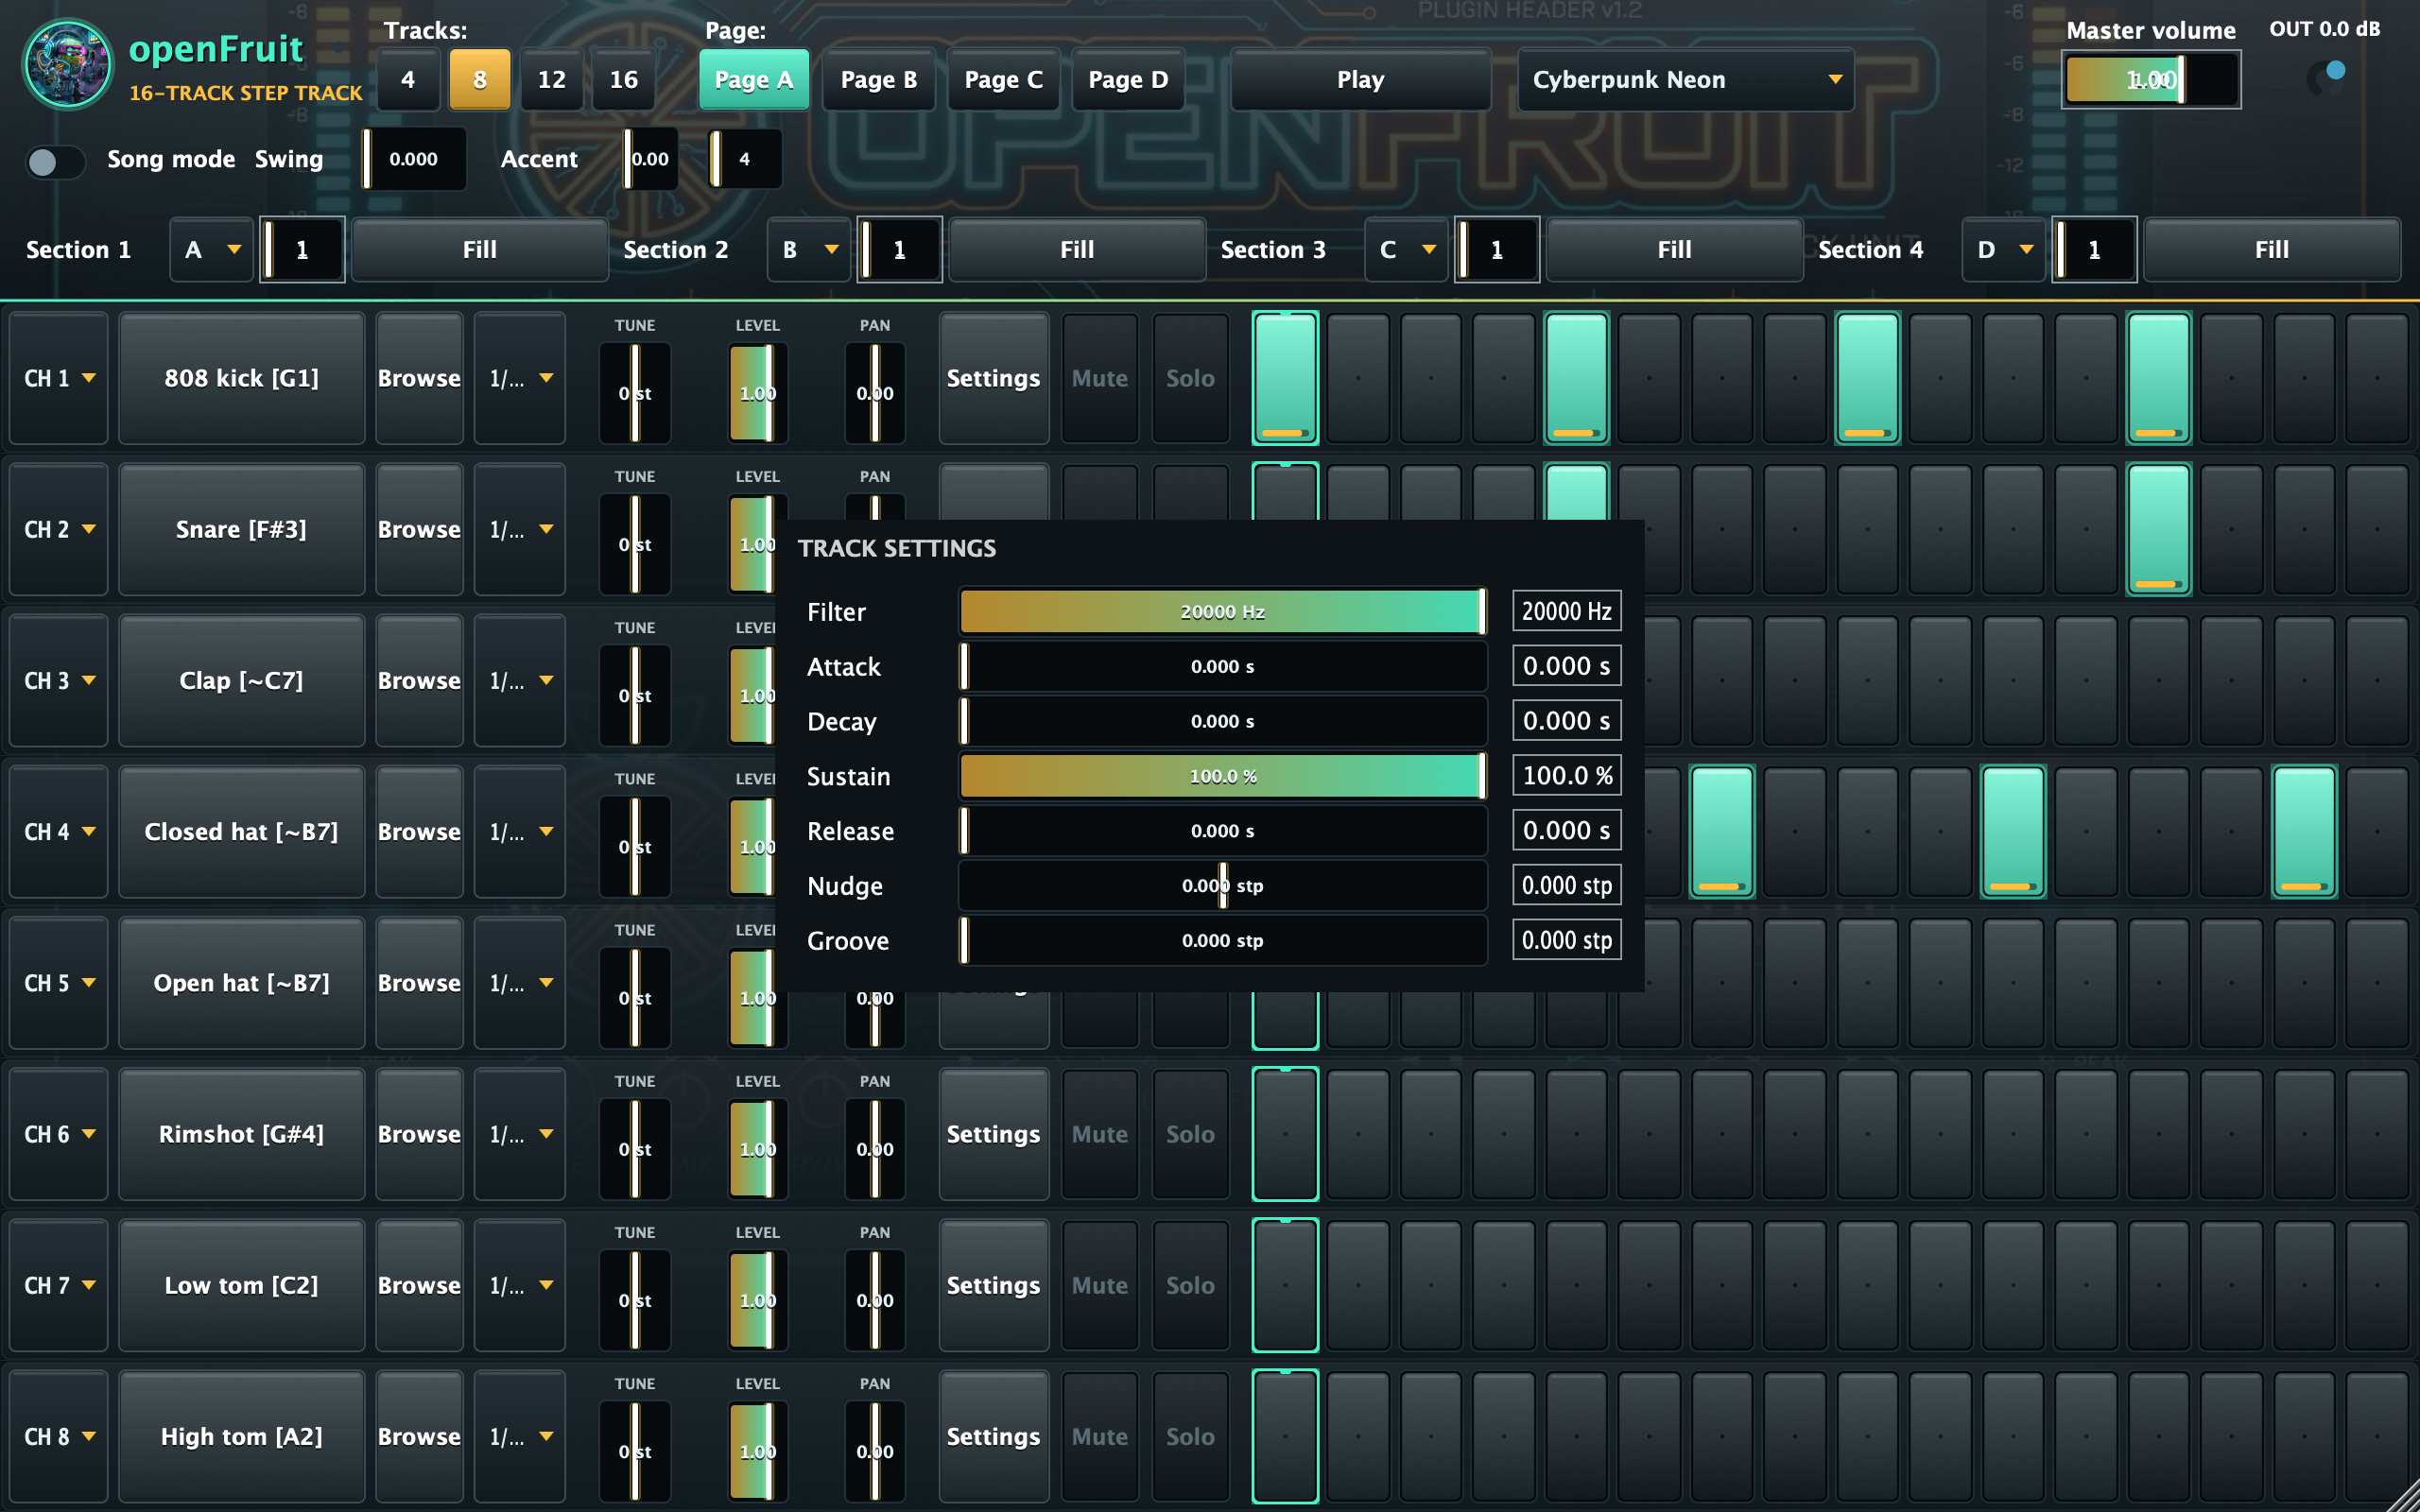 PLUGIN HEADER v1.2
Tracks:
Page:
Master volume
OUT 0.0 dB
openFruit
16-TRACK STEP TRACK
4
8
12
16
Page A
Page B
Page C
Page D
Play
Cyberpunk Neon
1.00
OPENFRUIT
Song mode
Swing
0.000
Accent
0.00
4
Section 1
A
1
Fill
Section 2
B
1
Fill
Section 3
C
1
Fill
Section 4
D
1
Fill
CH 1
808 kick [G1]
Browse
1/...
TUNE
0 st
LEVEL
1.00
PAN
0.00
Settings
Mute
Solo
CH 2
Snare [F#3]
Browse
1/...
TUNE
0 st
LEVEL
1.00
PAN
TRACK SETTINGS
Filter
20000 Hz
20000 Hz
Attack
0.000 s
0.000 s
Decay
0.000 s
0.000 s
Sustain
100.0 %
100.0 %
Release
0.000 s
0.000 s
Nudge
0.000 stp
0.000 stp
Groove
0.000 stp
0.000 stp
CH 3
Clap [~C7]
Browse
1/...
TUNE
0 st
LEVEL
1.00
CH 4
Closed hat [~B7]
Browse
1/...
TUNE
0 st
LEVEL
1.00
CH 5
Open hat [~B7]
Browse
1/...
TUNE
0 st
LEVEL
1.00
0.00
CH 6
Rimshot [G#4]
Browse
1/...
TUNE
0 st
LEVEL
1.00
PAN
0.00
Settings
Mute
Solo
CH 7
Low tom [C2]
Browse
1/...
TUNE
0 st
LEVEL
1.00
PAN
0.00
Settings
Mute
Solo
CH 8
High tom [A2]
Browse
1/...
TUNE
0 st
LEVEL
1.00
PAN
0.00
Settings
Mute
Solo